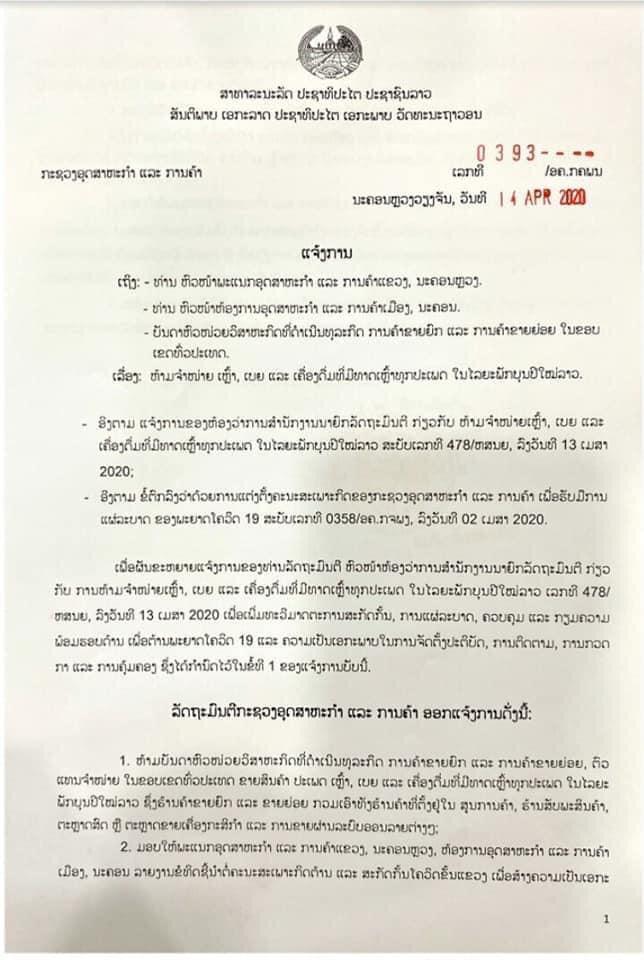 ສາທາລະນະລັດ ປະຊາທິປະໄຕ ປະຊາຊົນລາວ
ສັນຕິພາບ ເອກະລາດ ປະຊາທິປະໄຕ ເອກະພາບ ວັດທະນະຖາວອນ
ກະຊວງອຸດສາຫະກຳ ແລະ ການຄ້າ
ເລກທີ 0393---- /ອຄ.ກຄພນ
ນະຄອນຫຼວງວຽງຈັນ, ວັນທີ 14 APR 2020
ແຈ້ງການ
ເຖິງ: - ທ່ານ ຫົວໜ້າພະແນກອຸດສາຫະກຳ ແລະ ການຄ້າແຂວງ, ນະຄອນຫຼວງ.
- ທ່ານ ຫົວໜ້າຫ້ອງການອຸດສາຫະກຳ ແລະ ການຄ້າເມືອງ, ນະຄອນ.
- ບັນດາຫົວໜ່ວຍວິສາຫະກິດທີ່ດຳເນີນທຸລະກິດ ການຄ້າຂາຍຍົກ ແລະ ການຄ້າຂາຍຍ່ອຍ ໃນຂອບ
ເຂດທົ່ວປະເທດ.
ເລື່ອງ: ຫ້າມຈຳໜ່າຍ ເຫຼົ້າ, ເບຍ ແລະ ເຄື່ອງດື່ມທີ່ມີທາດເຫຼົ້າທຸກປະເພດ ໃນໄລຍະພັກບຸນປີໃໝ່ລາວ.
- ອີງຕາມ ແຈ້ງການຂອງຫ້ອງວ່າການສຳນັກງານນາຍົກລັດຖະມົນຕີ ກ່ຽວກັບ ຫ້າມຈຳໜ່າຍເຫຼົ້າ, ເບຍ ແລະ
ເຄື່ອງດື່ມທີ່ມີທາດເຫຼົ້າທຸກປະເພດ ໃນໄລຍະພັກບຸນປີໃໝ່ລາວ ສະບັບເລກທີ 478/ຫສນຍ, ລົງວັນທີ 13 ເມສາ
2020;
- ອີງຕາມ ຂໍ້ຕົກລົງວ່າດ້ວຍການແຕ່ງຕັ້ງຄະນະສະເພາະກິດຂອງກະຊວງອຸດສາຫະກຳ ແລະ ການຄ້າ ເພື່ອຮັບມືການ
ແຜ່ລະບາດ ຂອງພະຍາດໂຄວິດ 19 ສະບັບເລກທີ 0358/ອຄ.ກຈພງ, ລົງວັນທີ 02 ເມສາ 2020.
ເພື່ອຜັນຂະຫຍາຍແຈ້ງການຂອງທ່ານລັດຖະມົນຕີ ຫົວໜ້າຫ້ອງວ່າການສຳນັກງານນາຍົກລັດຖະມົນຕີ ກ່ຽວ
ກັບ ການຫ້າມຈຳໜ່າຍເຫຼົ້າ, ເບຍ ແລະ ເຄື່ອງດື່ມທີ່ມີທາດເຫຼົ້າທຸກປະເພດ ໃນໄລຍະພັກບຸນປີໃໝ່ລາວ ເລກທີ 478/
ຫສນຍ, ລົງວັນທີ 13 ເມສາ 2020 ເພື່ອເພີ່ມທະວີມາດຕະການສະກັດກັ້ນ, ການແຜ່ລະບາດ, ຄວບຄຸມ ແລະ ກຽມຄວາມ
ພ້ອມຮອບດ້ານ ເພື່ອຕ້ານພະຍາດໂຄວິດ 19 ແລະ ຄວາມເປັນເອກະພາບໃນການຈັດຕັ້ງປະຕິບັດ, ການຕິດຕາມ, ການກວດ
ກາ ແລະ ການຄຸ້ມຄອງ ຊຶ່ງໄດ້ກຳນົດໄວ້ໃນຂໍ້ທີ 1 ຂອງແຈ້ງການບັບນີ້.
ລັດຖະມົນຕີກະຊວງອຸດສາຫະກຳ ແລະ ການຄ້າ ອອກແຈ້ງການດັ່ງນີ້:
1. ຫ້າມບັນດາຫົວໜ່ວຍວິສາຫະກິດທີ່ດຳເນີນທຸລະກິດ ການຄ້າຂາຍຍົກ ແລະ ການຄ້າຂາຍຍ່ອຍ, ຕົວ
ແທນຈຳໜ່າຍ ໃນຂອບເຂດທົ່ວປະເທດ ຂາຍສິນຄ້າ ປະເພດ ເຫຼົ້າ, ເບຍ ແລະ ເຄື່ອງດື່ມທີ່ມີທາດເຫຼົ້າທຸກປະເພດ ໃນໄລຍະ
ພັກບຸນປີໃໝ່ລາວ ຊຶ່ງຮ້ານຄ້າຂາຍຍົກ ແລະ ຂາຍຍ່ອຍ ກວມເອົາທັງຮ້ານຄ້າທີ່ຕັ້ງຢູ່ໃນ ສູນການຄ້າ, ຮ້ານສັບພະສິນຄ້າ,
ຕະຫຼາດສົດ ຫຼື ຕະຫຼາດຂາຍເຄື່ອງກະສິກຳ ແລະ ການຂາຍຜ່ານລະບົບອອນລາຍຕ່າງໆ;
2. ມອບໃຫ້ພະແນກອຸດສາຫະກຳ ແລະ ການຄ້າແຂວງ, ນະຄອນຫຼວງ, ຫ້ອງການອຸດສາຫະກຳ ແລະ ການຄ້າ
ເມືອງ, ນະຄອນ ລາຍງານຂໍທິດຊີ້ນຳຕໍ່ຄະນະສະເພາະກິດຕ້ານ ແລະ ສະກັດກັ້ນໂຄວິດຂັ້ນແຂວງ ເພື່ອສ້າງຄວາມເປັນເອກະ
1